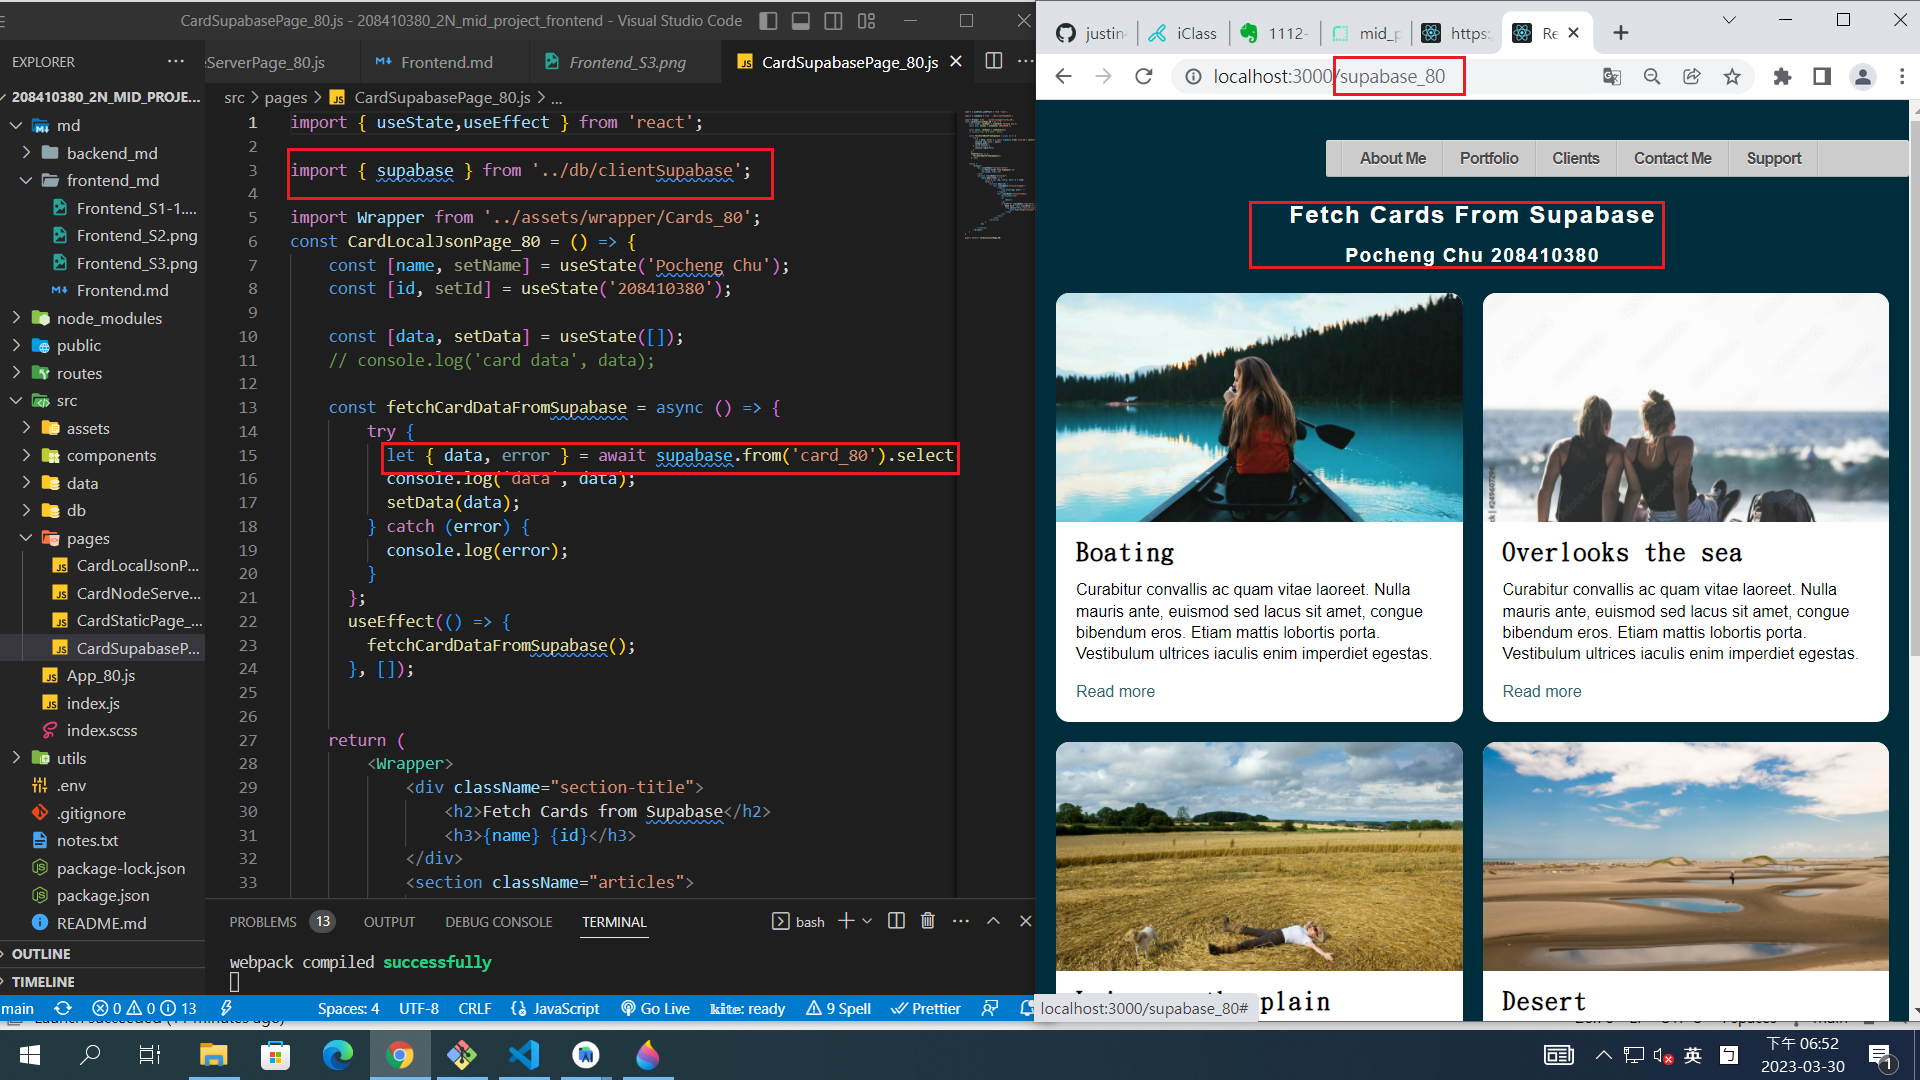 CardSupabasePage_80.js - 208410380_2N_mid_project_frontend - Visual Studio Code
EXPLORER
eServerPage_80.js
Frontend.md
Frontend_S3.png
CardSupabasePage_80.js
208410380_2N_MID_PROJE...
md
backend_md
frontend_md
Frontend_S1-1....
Frontend_S2.png
Frontend_S3.png
Frontend.md
node_modules
public
routes
src
assets
components
data
db
pages
CardLocalJsonP...
CardNodeServe...
CardStaticPage_...
CardSupabaseP...
App_80.js
index.js
index.scss
utils
.env
.gitignore
notes.txt
package-lock.json
package.json
README.md
OUTLINE
TIMELINE
src > pages > CardSupabasePage_80.js > ...
1 import { useState,useEffect } from 'react';
2
3 import { supabase } from '../db/clientSupabase';
4
5 import Wrapper from '../assets/wrapper/Cards_80';
6 const CardLocalJsonPage_80 = () => {
7 const [name, setName] = useState('Pocheng Chu');
8 const [id, setId] = useState('208410380');
9
10 const [data, setData] = useState([]);
11 // console.log('card data', data);
12
13 const fetchCardDataFromSupabase = async () => {
14 try {
15 let { data, error } = await supabase.from('card_80').select
16 console.log('data', data);
17 setData(data);
18 } catch (error) {
19 console.log(error);
20 }
21 };
22 useEffect(() => {
23 fetchCardDataFromSupabase();
24 }, []);
25
26
27 return (
28 <Wrapper>
29 <div className="section-title">
30 <h2>Fetch Cards from Supabase</h2>
31 <h3>{name} {id}</h3>
32 </div>
33 <section className="articles">
PROBLEMS 13 OUTPUT DEBUG CONSOLE TERMINAL
bash
webpack compiled successfully
main 0 0 13 Spaces: 4 UTF-8 CRLF JavaScript Go Live kite: ready 9 Spell Prettier
justin
iClass
1112-
mid_p
https:
Re
localhost:3000/supabase_80
About Me
Portfolio
Clients
Contact Me
Support
Fetch Cards From Supabase
Pocheng Chu 208410380
Boating
Curabitur convallis ac quam vitae laoreet. Nulla
mauris ante, euismod sed lacus sit amet, congue
bibendum eros. Etiam mattis lobortis porta.
Vestibulum ultrices iaculis enim imperdiet egestas.
Read more
Overlooks the sea
Curabitur convallis ac quam vitae laoreet. Nulla
mauris ante, euismod sed lacus sit amet, congue
bibendum eros. Etiam mattis lobortis porta.
Vestibulum ultrices iaculis enim imperdiet egestas.
Read more
plain
Desert
localhost:3000/supabase_80#
英
下午 06:52
2023-03-30
1